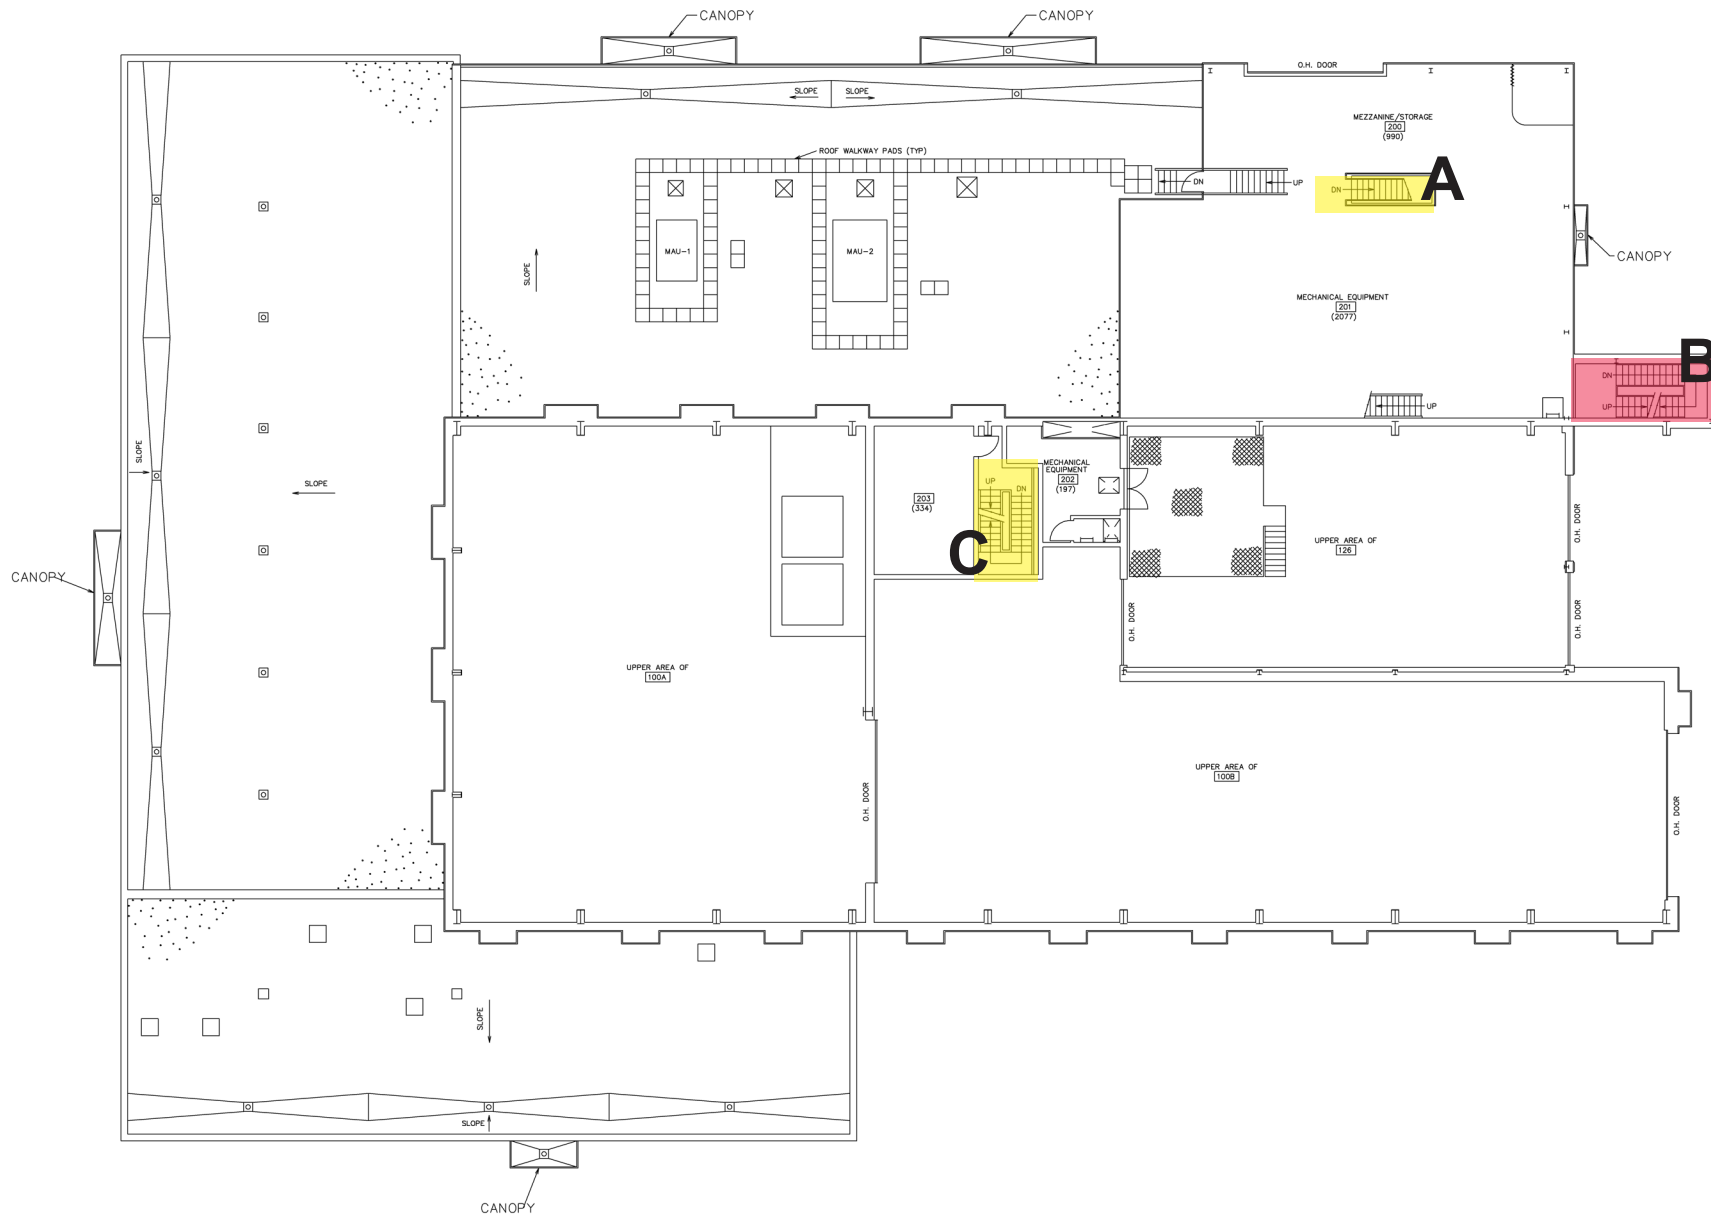 CANOPY
CANOPY
O.H. DOOR
SLOPE
SLOPE
MEZZANINE/STORAGE
200
(990)
ROOF WALKWAY PADS (TYP)
DN
UP
DN
A
MAU-1
MAU-2
SLOPE
CANOPY
MECHANICAL EQUIPMENT
201
(2077)
B
DN
UP
UP
SLOPE
SLOPE
MECHANICAL
EQUIPMENT
202
(197)
UP
DN
203
(334)
C
O.H. DOOR
UPPER AREA OF
126
CANOPY
O.H. DOOR
O.H. DOOR
UPPER AREA OF
100A
UPPER AREA OF
100B
O.H. DOOR
O.H. DOOR
SLOPE
SLOPE
CANOPY